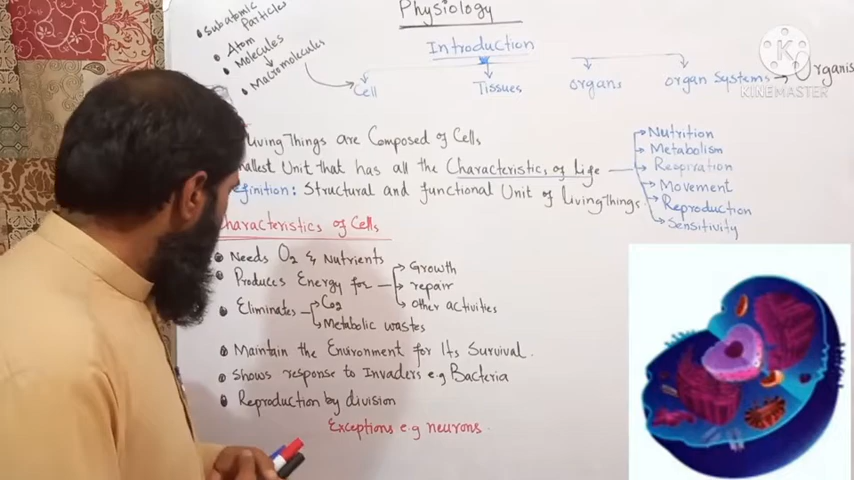 Physiology
• Subatomic Particles
• Atom
• Molecules
• Macromolecules
Introduction
Cell Tissues organs organ Systems → Organis
KINEMASTER
Living Things are Composed of Cells
mallest Unit that has all the Characteristics of Life
efinition: Structural and functional Unit of Living Things
Nutrition
Metabolism
Respiration
Movement
Reproduction
Sensitivity
Characteristics of Cells
• Needs O2 & Nutrients
• Produces Energy for
Growth
repair
other activities
• Eliminates
Co2
Metabolic wastes
• Maintain the Environment for Its Survival.
• Shows response to Invaders e.g Bacteria
• Reproduction by division
Exceptions e.g neurons.